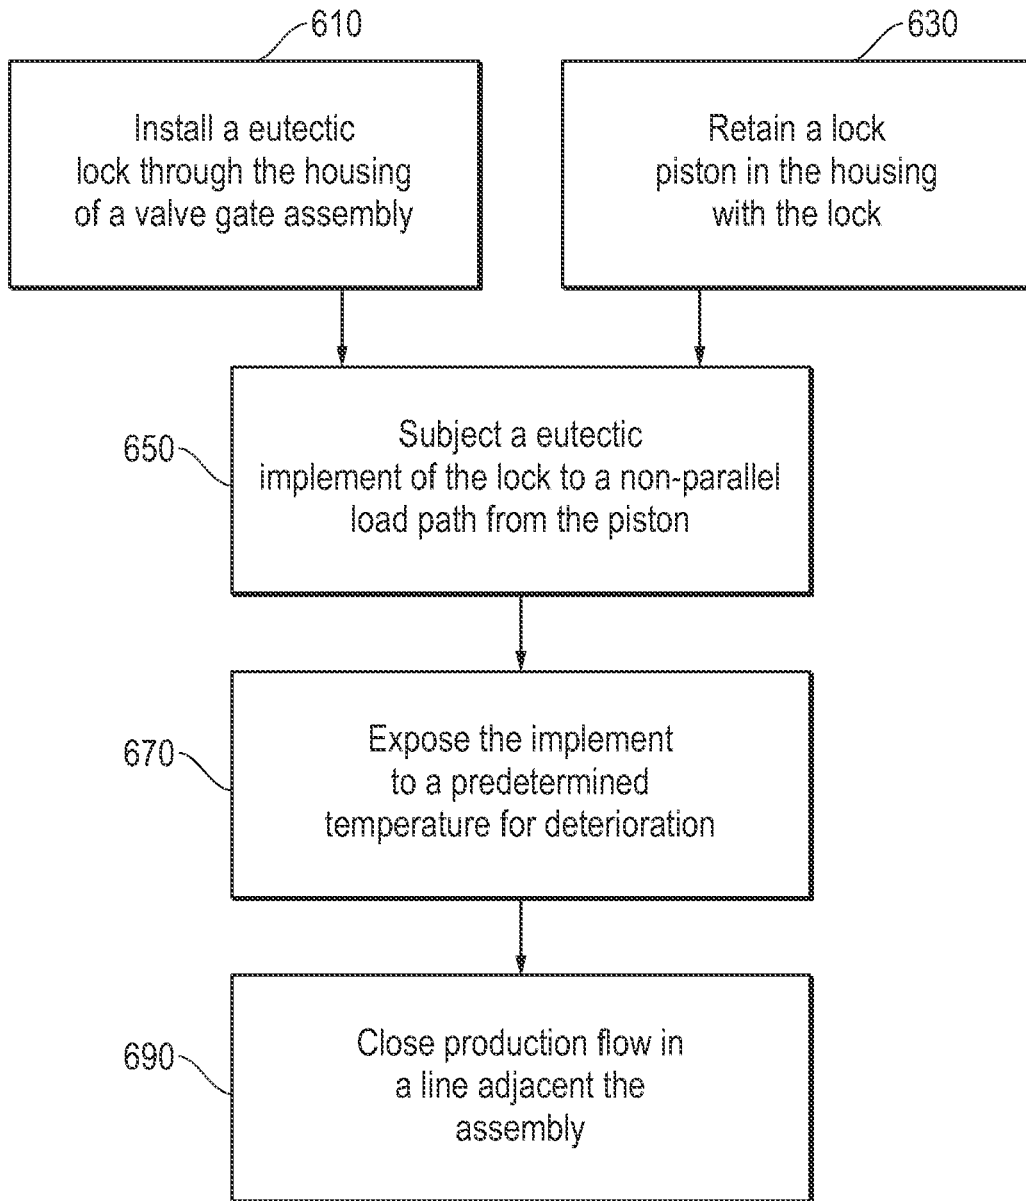 610
Install a eutectic
lock through the housing
of a valve gate assembly
630
Retain a lock
piston in the housing
with the lock
650
Subject a eutectic
implement of the lock to a non-parallel
load path from the piston
670
Expose the implement
to a predetermined
temperature for deterioration
690
Close production flow in
a line adjacent the
assembly